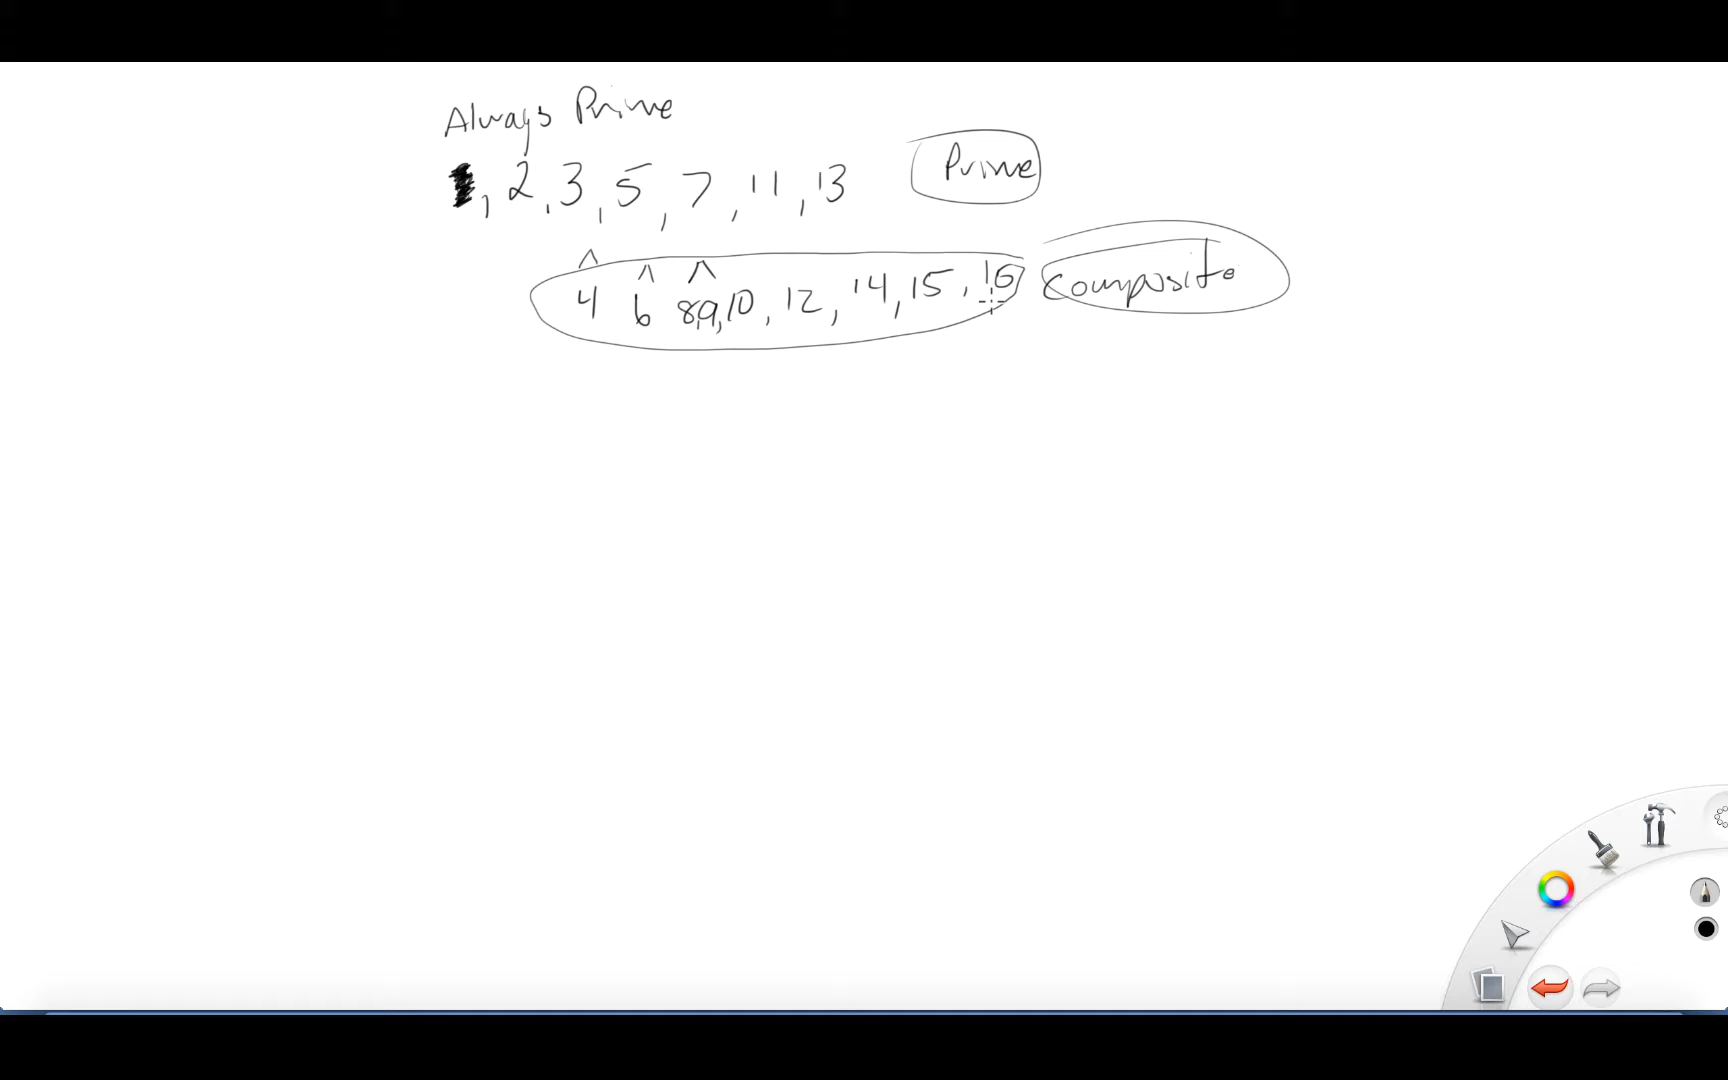 Always Prime
1, 2, 3, 5, 7, 11, 13
Prime
4 6 8,9,10, 12, 14, 15, 16
Composite